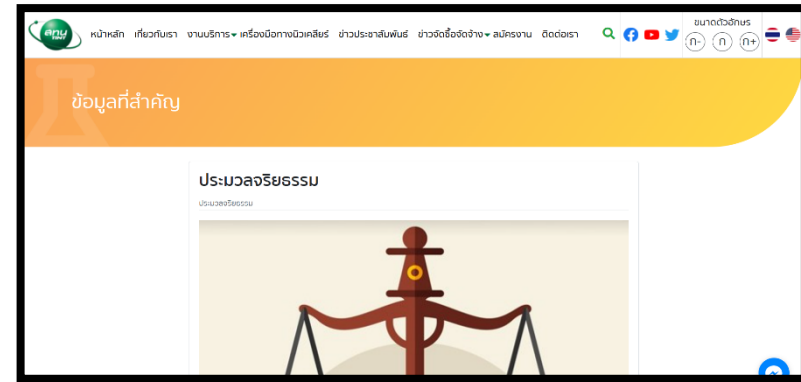 สทน
TINT
หน้าหลัก เกี่ยวกับเรา งานบริการ เครื่องมือทางนิวเคลียร์ ข่าวประชาสัมพันธ์ ข่าวจัดซื้อจัดจ้าง สมัครงาน ติดต่อเรา
ขนาดตัวอักษร
ก- ก ก+
ข้อมูลที่สำคัญ
ประมวลจริยธรรม
ประมวลจริยธรรม